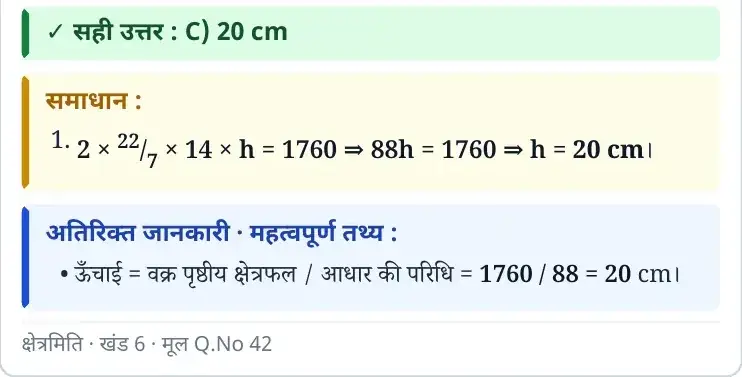 ✓ सही उत्तर : C) 20 cm
समाधान :
1. 2 × 22/7 × 14 × h = 1760 ⇒ 88h = 1760 ⇒ h = 20 cm।
अतिरिक्त जानकारी · महत्वपूर्ण तथ्य :
• ऊँचाई = वक्र पृष्ठीय क्षेत्रफल / आधार की परिधि = 1760 / 88 = 20 cm।
क्षेत्रमिति · खंड 6 · मूल Q.No 42